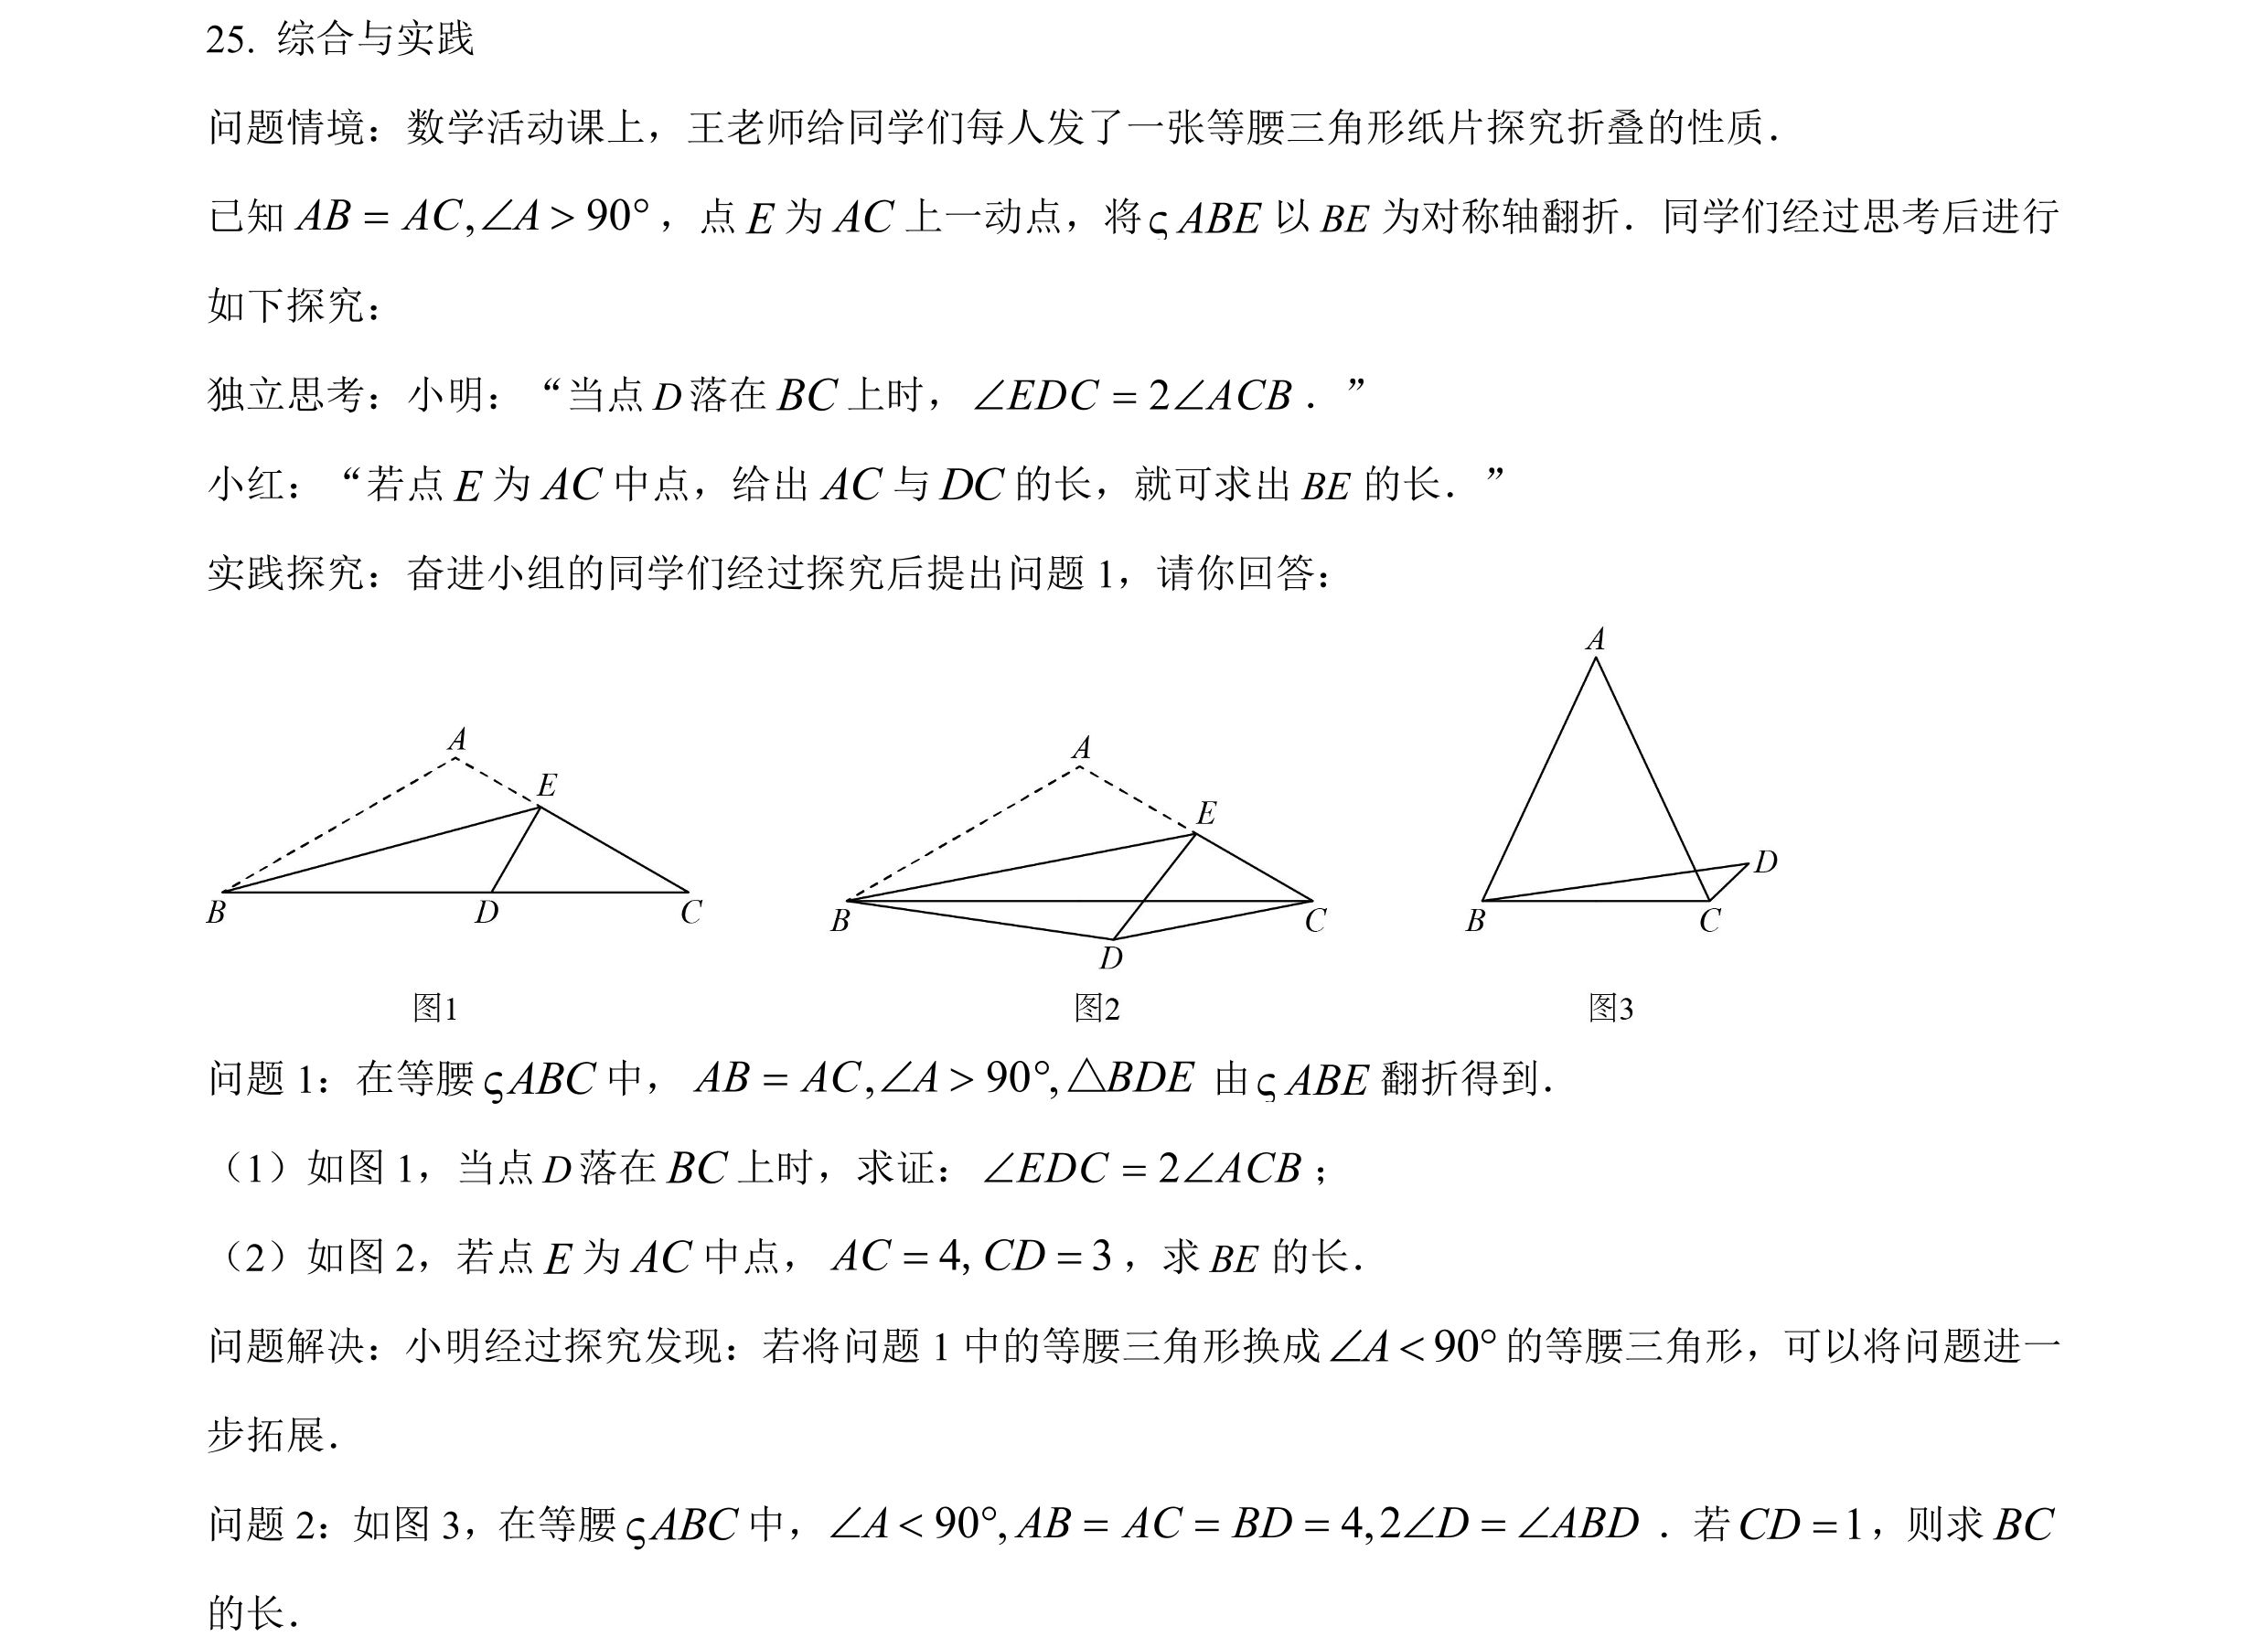 25. 综合与实践
问题情境：数学活动课上，王老师给同学们每人发了一张等腰三角形纸片探究折叠的性质．
已知 AB = AC,∠A > 90°，点 E 为 AC 上一动点，将ς ABE 以 BE 为对称轴翻折．同学们经过思考后进行
如下探究：
独立思考：小明：“当点 D 落在 BC 上时，∠EDC = 2∠ACB．”
小红：“若点 E 为 AC 中点，给出 AC 与 DC 的长，就可求出 BE 的长．”
实践探究：奋进小组的同学们经过探究后提出问题 1，请你回答：
A
E
B
D
C
图1
A
E
B
D
C
图2
A
D
B
C
图3
问题 1：在等腰ςABC 中， AB = AC,∠A > 90°,△BDE 由ς ABE 翻折得到．
（1）如图 1，当点 D 落在 BC 上时，求证：∠EDC = 2∠ACB；
（2）如图 2，若点 E 为 AC 中点， AC = 4, CD = 3，求 BE 的长．
问题解决：小明经过探究发现：若将问题 1 中的等腰三角形换成 ∠A < 90° 的等腰三角形，可以将问题进一
步拓展．
问题 2：如图 3，在等腰ςABC 中，∠A < 90°, AB = AC = BD = 4,2∠D = ∠ABD．若 CD = 1，则求 BC
的长．